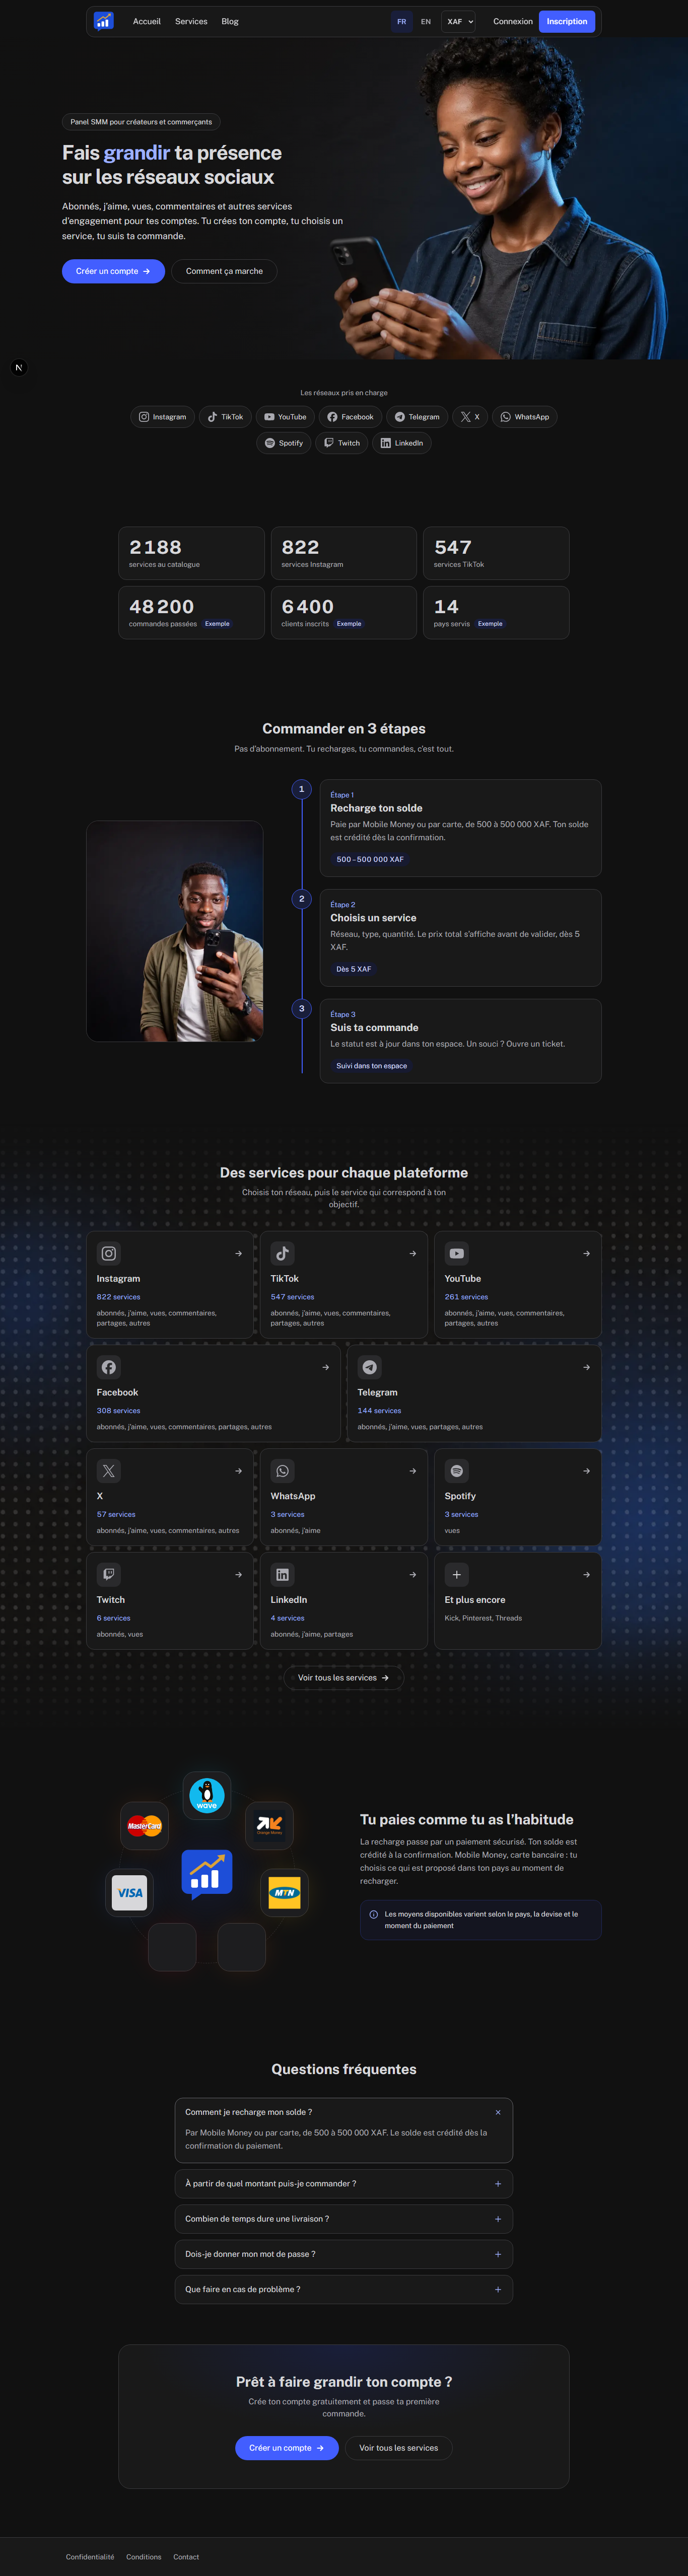 Accueil Services Blog FR EN XAF Connexion Inscription
Panel SMM pour créateurs et commerçants
Fais grandir ta présence
sur les réseaux sociaux
Abonnés, j'aime, vues, commentaires et autres services
d'engagement pour tes comptes. Tu crées ton compte, tu choisis un
service, tu suis ta commande.
Créer un compte → Comment ça marche
N
Les réseaux pris en charge
Instagram TikTok YouTube Facebook Telegram X WhatsApp
Spotify Twitch LinkedIn
2 188 822 547
services au catalogue services Instagram services TikTok
48 200 6 400 14
commandes passées Exemple clients inscrits Exemple pays servis Exemple
Commander en 3 étapes
Pas d'abonnement. Tu recharges, tu commandes, c'est tout.
1
Étape 1
Recharge ton solde
Paie par Mobile Money ou par carte, de 500 à 500 000 XAF. Ton solde
est crédité dès la confirmation.
500 – 500 000 XAF
2
Étape 2
Choisis un service
Réseau, type, quantité. Le prix total s'affiche avant de valider, dès 5
XAF.
Dès 5 XAF
3
Étape 3
Suis ta commande
Le statut est à jour dans ton espace. Un souci ? Ouvre un ticket.
Suivi dans ton espace
Des services pour chaque plateforme
Choisis ton réseau, puis le service qui correspond à ton
objectif.
Instagram
822 services
abonnés, j'aime, vues, commentaires,
partages, autres
TikTok
547 services
abonnés, j'aime, vues, commentaires,
partages, autres
YouTube
261 services
abonnés, j'aime, vues, commentaires,
partages, autres
Facebook
308 services
abonnés, j'aime, vues, commentaires, partages, autres
Telegram
144 services
abonnés, j'aime, vues, partages, autres
X
57 services
abonnés, j'aime, vues, commentaires, autres
WhatsApp
3 services
abonnés, j'aime
Spotify
3 services
vues
Twitch
6 services
abonnés, vues
LinkedIn
4 services
abonnés, j'aime, partages
Et plus encore
Kick, Pinterest, Threads
Voir tous les services →
wave
MasterCard
Orange Money
VISA
MTN
Tu paies comme tu as l'habitude
La recharge passe par un paiement sécurisé. Ton solde est
crédité à la confirmation. Mobile Money, carte bancaire : tu
choisis ce qui est proposé dans ton pays au moment de
recharger.
Les moyens disponibles varient selon le pays, la devise et le
moment du paiement
Questions fréquentes
Comment je recharge mon solde ?
Par Mobile Money ou par carte, de 500 à 500 000 XAF. Le solde est crédité dès la
confirmation du paiement.
À partir de quel montant puis-je commander ?
Combien de temps dure une livraison ?
Dois-je donner mon mot de passe ?
Que faire en cas de problème ?
Prêt à faire grandir ton compte ?
Crée ton compte gratuitement et passe ta première
commande.
Créer un compte → Voir tous les services
Confidentialité Conditions Contact